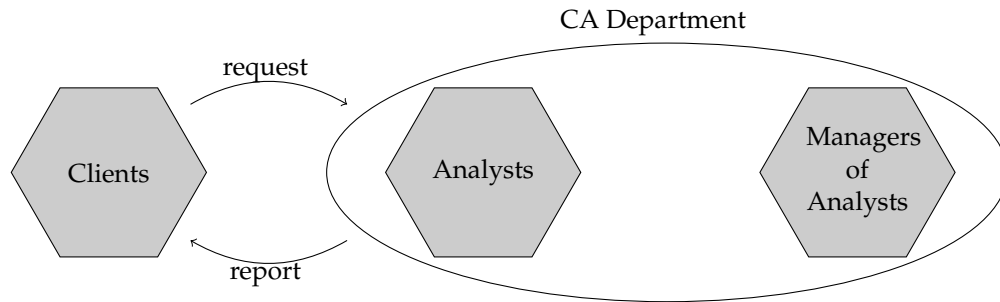 CA Department
request
Clients
Analysts
Managers
of
Analysts
report